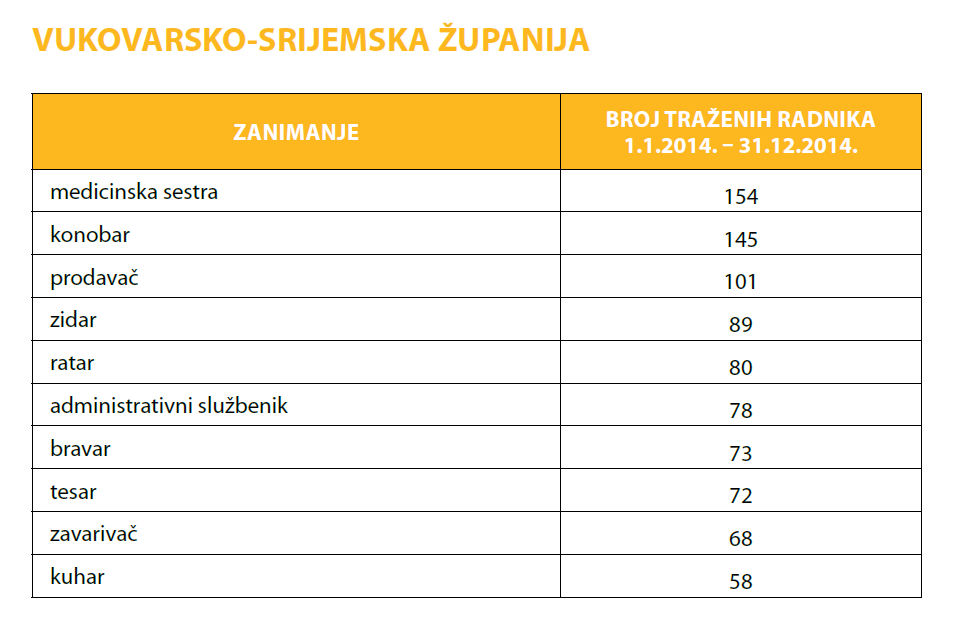 VUKOVARSKO-SRIJEMSKA ŽUPANIJA
ZANIMANJE
BROJ TRAŽENIH RADNIKA
1.1.2014. – 31.12.2014.
medicinska sestra 154
konobar 145
prodavač 101
zidar 89
ratar 80
administrativni službenik 78
bravar 73
tesar 72
zavarivač 68
kuhar 58